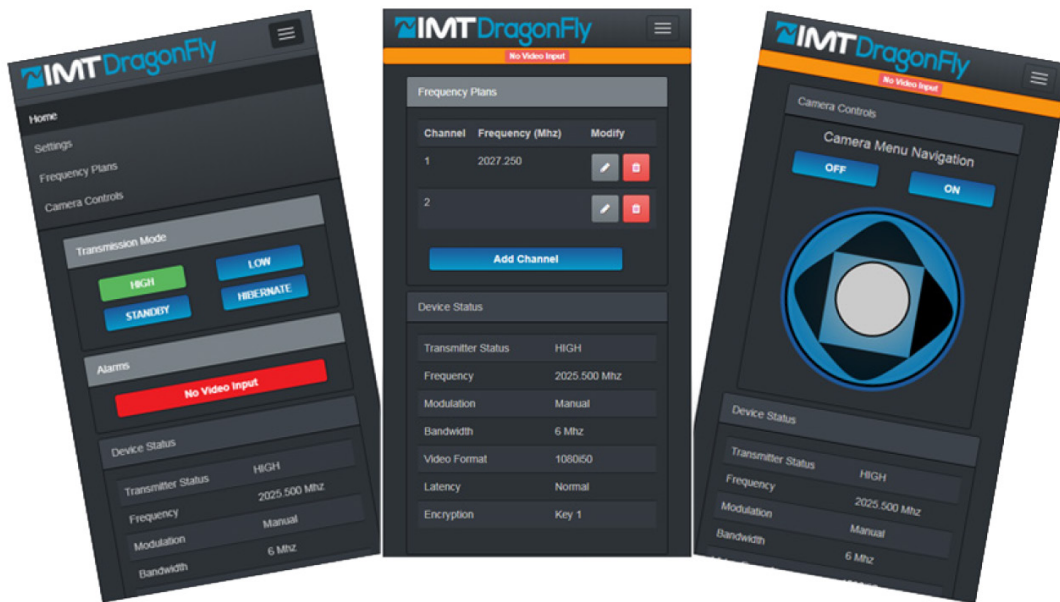 IMT DragonFly
Home
Settings
Frequency Plans
Camera Controls
Transmission Mode
HIGH LOW
STANDBY HIBERNATE
Alarms
No Video Input
Device Status
Transmitter Status HIGH
Frequency 2025.500 Mhz
Modulation Manual
Bandwidth 6 Mhz
IMT DragonFly
No Video Input
Frequency Plans
Channel Frequency (Mhz) Modify
1 2027.250
2
Add Channel
Device Status
Transmitter Status HIGH
Frequency 2025.500 Mhz
Modulation Manual
Bandwidth 6 Mhz
Video Format 1080i50
Latency Normal
Encryption Key 1
IMT DragonFly
No Video Input
Camera Controls
Camera Menu Navigation
OFF ON
Device Status
Transmitter Status HIGH
Frequency 2025.500 Mhz
Modulation Manual
Bandwidth 6 Mhz